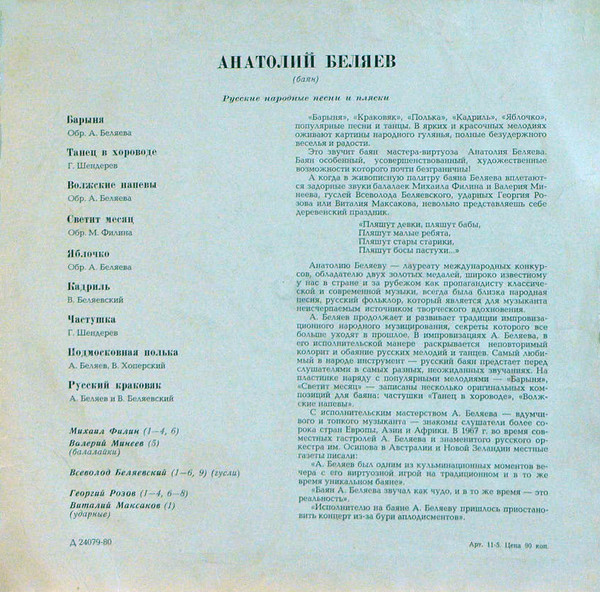 АНАТОЛИЙ БЕЛЯЕВ
(баян)
Русские народные песни и пляски
Барыня
Обр. А. Беляева
Танец в хороводе
Г. Шендерев
Волжские напевы
Обр. А. Беляева
Светит месяц
Обр. М. Филина
Яблочко
Обр. А. Беляева
Кадриль
В. Беляевский
Частушка
Г. Шендерев
Подмосковная полька
А. Беляев, В. Хоперский
Русский краковяк
А. Беляев и В. Беляевский
Михаил Филин (1—4, 6)
Валерий Минеев (5)
(балалайки)
Всеволод Беляевский (1—6, 9) (гусли)
Георгий Розов (1—4, 6—8)
Виталий Максаков (1)
(ударные)
Д 24079-80
«Барыня», «Краковяк», «Полька», «Кадриль», «Яблочко»,
популярные песни и танцы. В ярких и красочных мелодиях
оживают картины народного гулянья, полные безудержного
веселья и радости.
Это звучит баян мастера-виртуоза Анатолия Беляева.
Баян особенный, усовершенствованный, художественные
возможности которого почти безграничны!
А когда в живописную палитру баяна Беляева вплетают-
ся задорные звуки балалаек Михаила Филина и Валерия Ми-
неева, гуслей Всеволода Беляевского, ударных Георгия Ро-
зова или Виталия Максакова, невольно представляешь себе
деревенский праздник.
«Пляшут девки, пляшут бабы,
Пляшут малые ребята,
Пляшут стары старики,
Пляшут босы пастухи...»
Анатолию Беляеву — лауреату международных конкур-
сов, обладателю двух золотых медалей, широко известному
у нас в стране и за рубежом как пропагандисту классичес-
кой и современной музыки, всегда была близка народная
песня, русский фольклор, который является для музыканта
неисчерпаемым источником творческого вдохновения.
А. Беляев продолжает и развивает традиции импровиза-
ционного народного музицирования, секреты которого все
больше уходят в прошлое. В импровизациях А. Беляева, в
его исполнительской манере раскрывается неповторимый
колорит и обаяние русских мелодий и танцев. Самый люби-
мый в народе инструмент — русский баян предстает перед
слушателями в самых разных, неожиданных звучаниях. На
пластинке наряду с популярными мелодиями — «Барыня»,
«Светит месяц» — записаны несколько оригинальных ком-
позиций для баяна: частушки «Танец в хороводе», «Волж-
ские напевы».
С исполнительским мастерством А. Беляева — вдумчи-
вого и тонкого музыканта — знакомы слушатели более со-
рока стран Европы, Азии и Африки. В 1967 г. во время сов-
местных гастролей А. Беляева и знаменитого русского ор-
кестра им. Осипова в Австралии и Новой Зеландии местные
газеты писали:
«А. Беляев был одним из кульминационных моментов ве-
чера с его виртуозной игрой на традиционном и в то же
время уникальном баяне».
«Баян А. Беляева звучал как чудо, и в то же время — это
реальность».
«Исполнителю на баяне А. Беляеву пришлось приостано-
вить концерт из-за бури аплодисментов».
Арт. 11-3. Цена 90 коп.